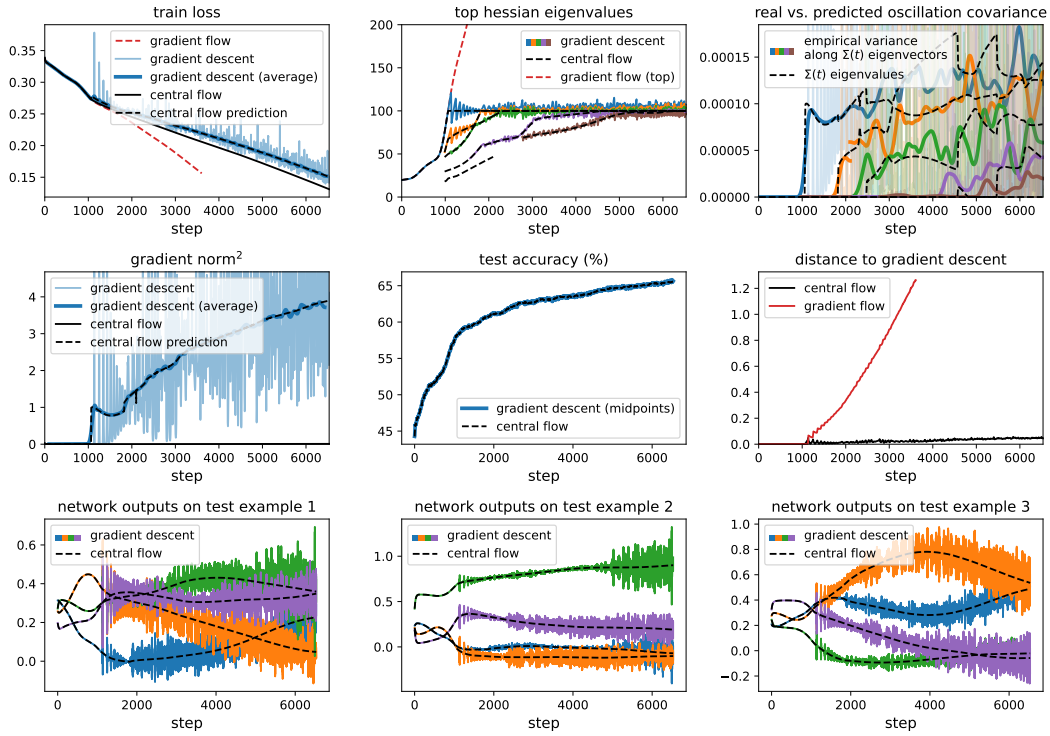 train loss
0.35
0.30
0.25
0.20
0.15
gradient flow
gradient descent
gradient descent (average)
central flow
central flow prediction
0 1000 2000 3000 4000 5000 6000
step
top hessian eigenvalues
200
150
100
50
0
gradient descent
central flow
gradient flow (top)
0 1000 2000 3000 4000 5000 6000
step
real vs. predicted oscillation covariance
0.00015
0.00010
0.00005
0.00000
empirical variance
along Σ(t) eigenvectors
Σ(t) eigenvalues
0 1000 2000 3000 4000 5000 6000
step
gradient norm²
4
3
2
1
0
gradient descent
gradient descent (average)
central flow
central flow prediction
0 1000 2000 3000 4000 5000 6000
step
test accuracy (%)
65
60
55
50
45
gradient descent (midpoints)
central flow
0 2000 4000 6000
step
distance to gradient descent
1.2
1.0
0.8
0.6
0.4
0.2
0.0
central flow
gradient flow
0 1000 2000 3000 4000 5000 6000
step
network outputs on test example 1
0.6
0.4
0.2
0.0
gradient descent
central flow
0 2000 4000 6000
step
network outputs on test example 2
1.0
0.5
0.0
gradient descent
central flow
0 2000 4000 6000
step
network outputs on test example 3
1.0
0.8
0.6
0.4
0.2
0.0
−0.2
gradient descent
central flow
0 2000 4000 6000
step